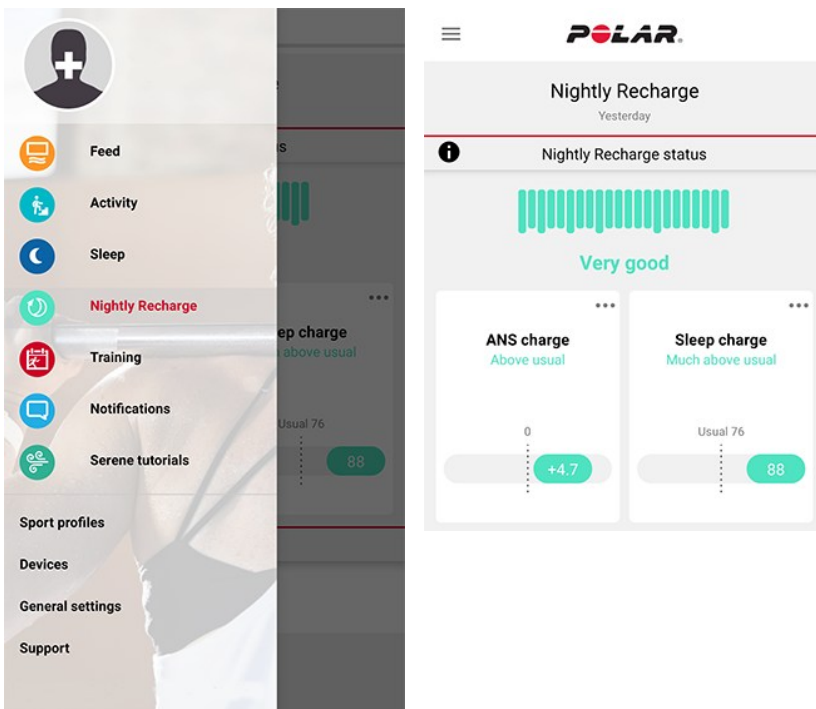 Feed
Activity
Sleep
Nightly Recharge
Training
Notifications
Serene tutorials
Sport profiles
Devices
General settings
Support
ep charge
above usual
Usual 76
88
POLAR.
Nightly Recharge
Yesterday
Nightly Recharge status
Very good
ANS charge
Above usual
0
+4.7
Sleep charge
Much above usual
Usual 76
88